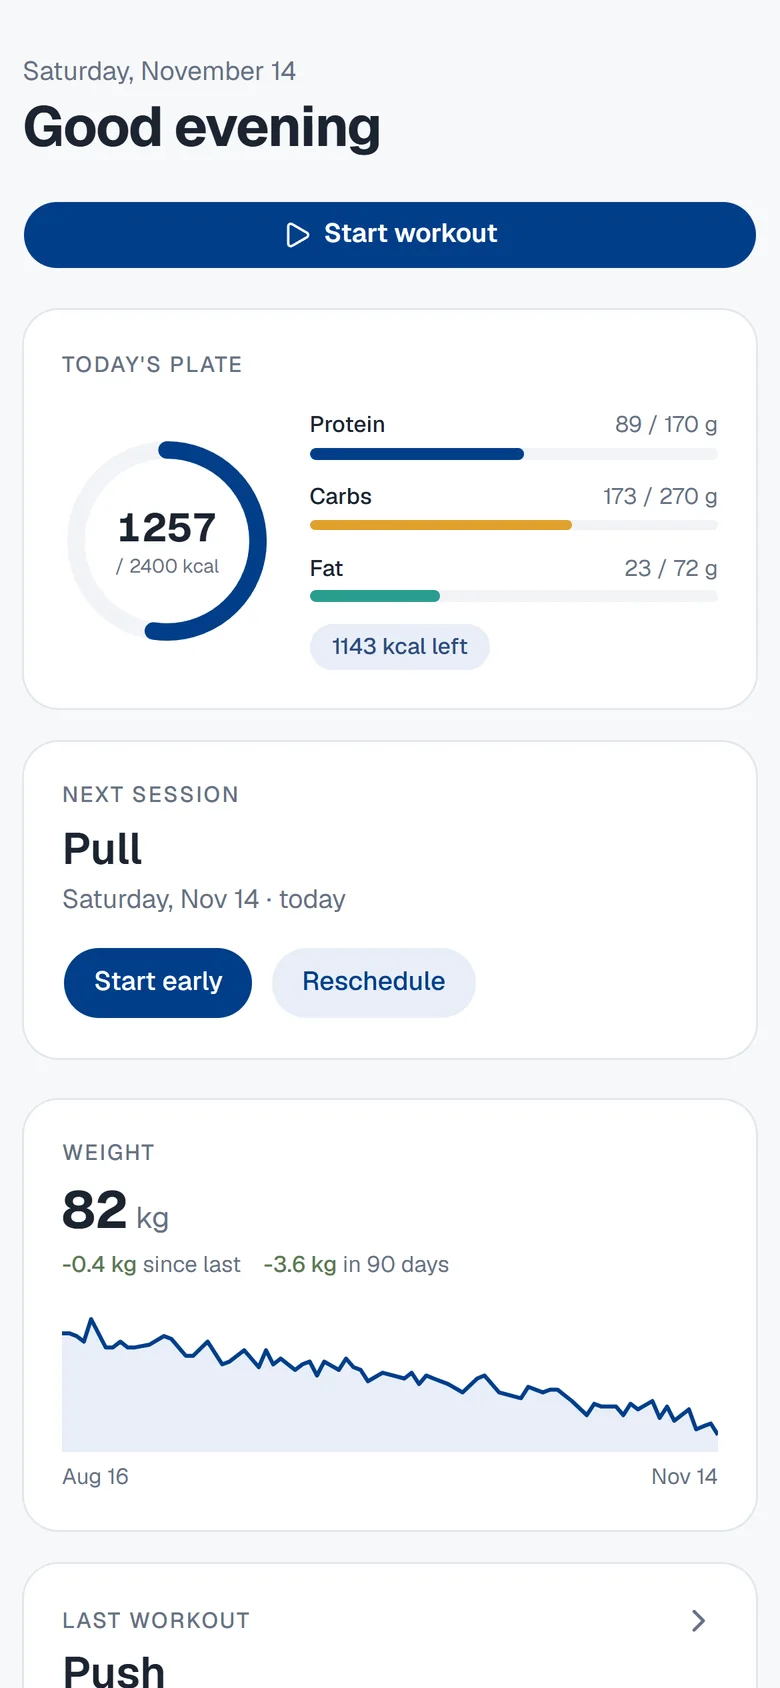 Saturday, November 14
Good evening
Start workout
TODAY'S PLATE
1257
/ 2400 kcal
Protein 89 / 170 g
Carbs 173 / 270 g
Fat 23 / 72 g
1143 kcal left
NEXT SESSION
Pull
Saturday, Nov 14 · today
Start early Reschedule
WEIGHT
82 kg
-0.4 kg since last -3.6 kg in 90 days
Aug 16 Nov 14
LAST WORKOUT
Push